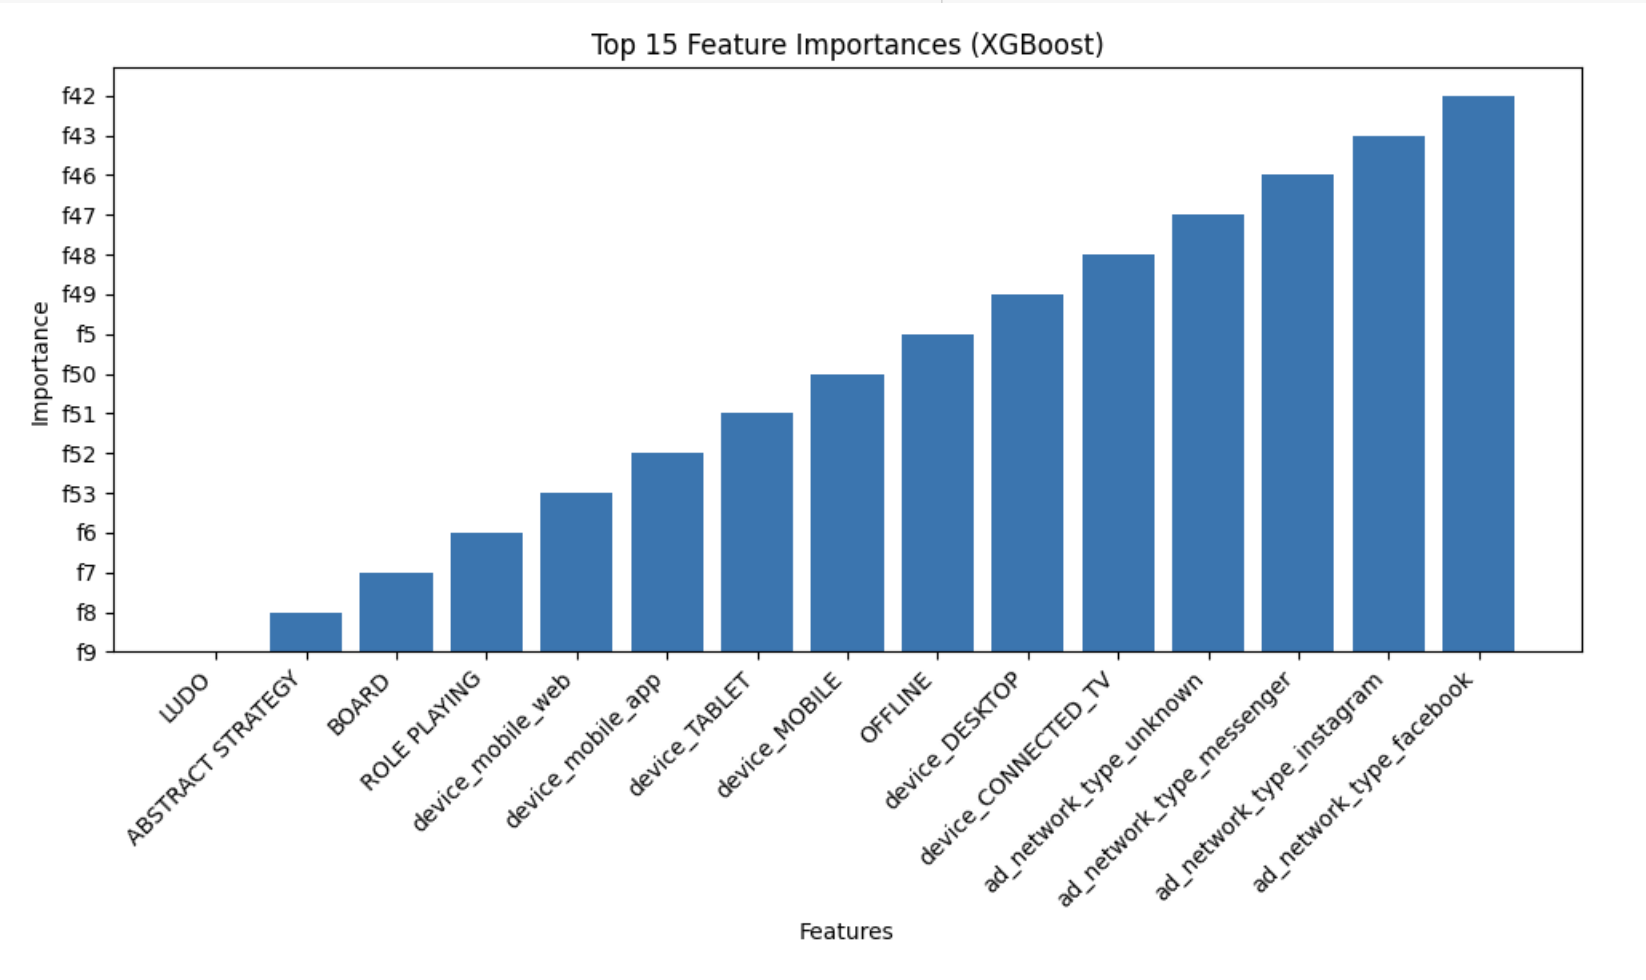 Top 15 Feature Importances (XGBoost)
Importance
f42
f43
f46
f47
f48
f49
f5
f50
f51
f52
f53
f6
f7
f8
f9
LUDO
ABSTRACT STRATEGY
BOARD
ROLE PLAYING
device_mobile_web
device_mobile_app
device_TABLET
device_MOBILE
OFFLINE
device_DESKTOP
device_CONNECTED_TV
ad_network_type_unknown
ad_network_type_messenger
ad_network_type_instagram
ad_network_type_facebook
Features